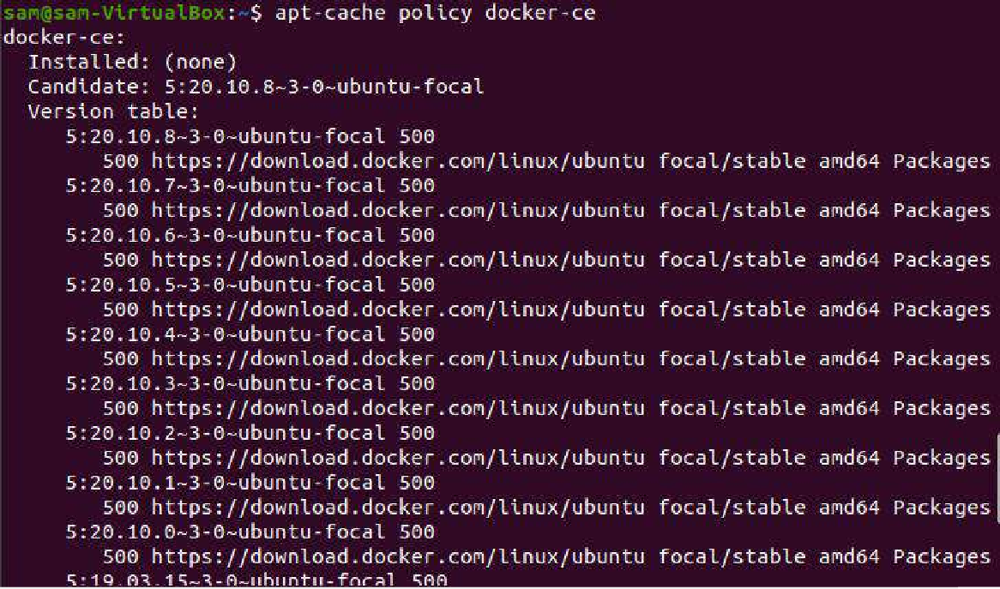 sam@sam-VirtualBox:~$ apt-cache policy docker-ce
docker-ce:
  Installed: (none)
  Candidate: 5:20.10.8~3-0~ubuntu-focal
  Version table:
     5:20.10.8~3-0~ubuntu-focal 500
        500 https://download.docker.com/linux/ubuntu focal/stable amd64 Packages
     5:20.10.7~3-0~ubuntu-focal 500
        500 https://download.docker.com/linux/ubuntu focal/stable amd64 Packages
     5:20.10.6~3-0~ubuntu-focal 500
        500 https://download.docker.com/linux/ubuntu focal/stable amd64 Packages
     5:20.10.5~3-0~ubuntu-focal 500
        500 https://download.docker.com/linux/ubuntu focal/stable amd64 Packages
     5:20.10.4~3-0~ubuntu-focal 500
        500 https://download.docker.com/linux/ubuntu focal/stable amd64 Packages
     5:20.10.3~3-0~ubuntu-focal 500
        500 https://download.docker.com/linux/ubuntu focal/stable amd64 Packages
     5:20.10.2~3-0~ubuntu-focal 500
        500 https://download.docker.com/linux/ubuntu focal/stable amd64 Packages
     5:20.10.1~3-0~ubuntu-focal 500
        500 https://download.docker.com/linux/ubuntu focal/stable amd64 Packages
     5:20.10.0~3-0~ubuntu-focal 500
        500 https://download.docker.com/linux/ubuntu focal/stable amd64 Packages
     5:19.03.15~3-0~ubuntu-focal 500